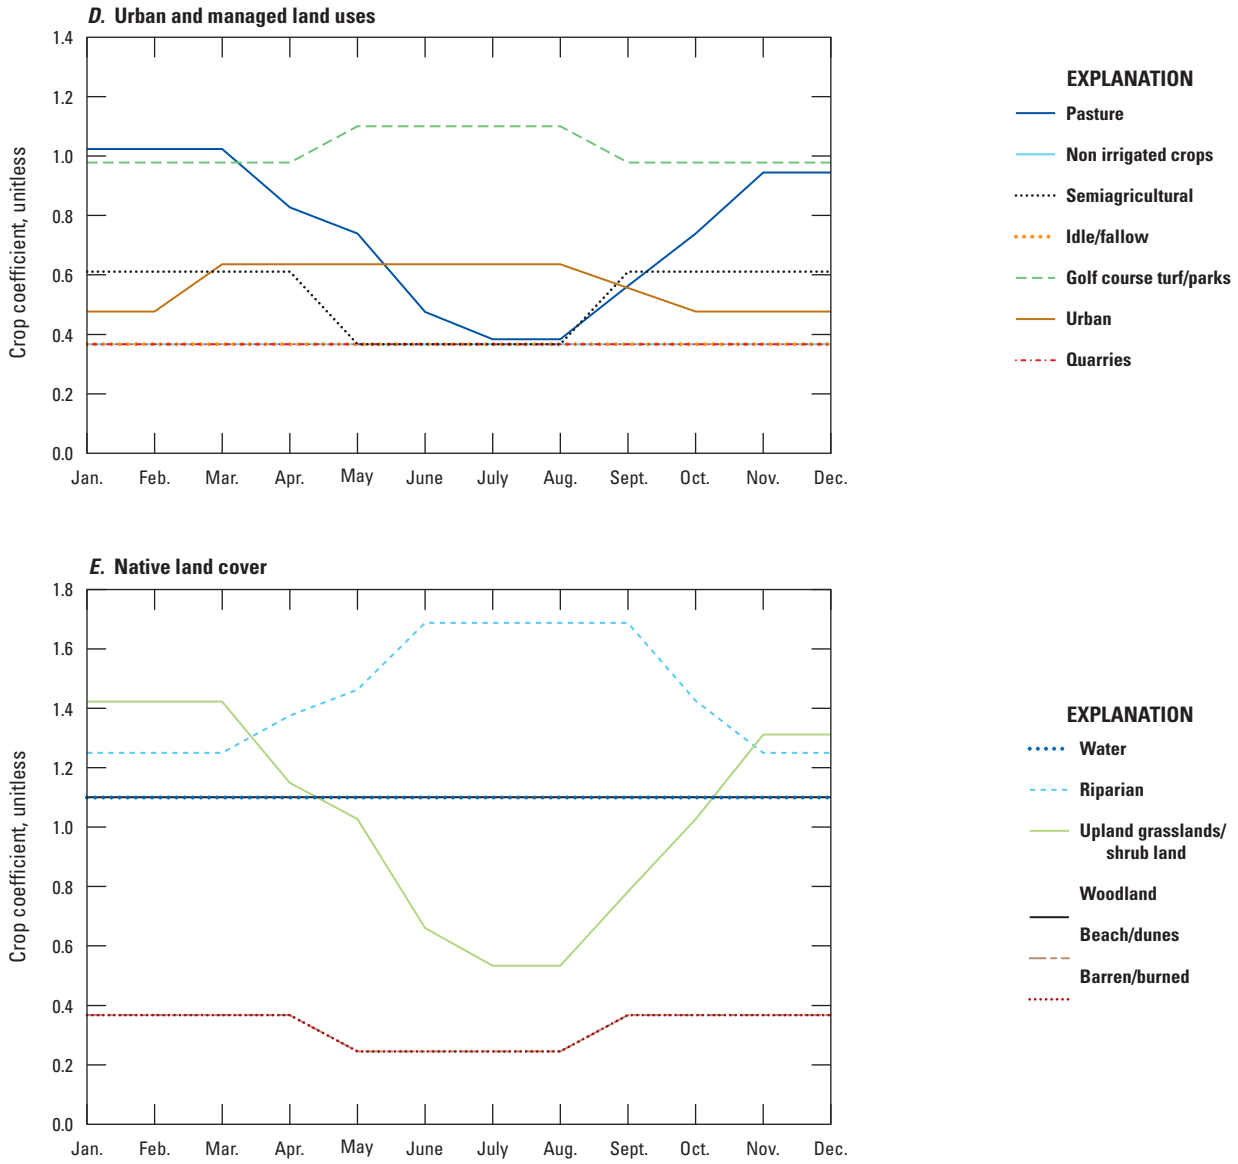 D. Urban and managed land uses
1.4
1.2
1.0
0.8
0.6
0.4
0.2
0.0
Crop coefficient, unitless
Jan. Feb. Mar. Apr. May June July Aug. Sept. Oct. Nov. Dec.
EXPLANATION
Pasture
Non irrigated crops
Semiagricultural
Idle/fallow
Golf course turf/parks
Urban
Quarries
E. Native land cover
1.8
1.6
1.4
1.2
1.0
0.8
0.6
0.4
0.2
0.0
Crop coefficient, unitless
Jan. Feb. Mar. Apr. May June July Aug. Sept. Oct. Nov. Dec.
EXPLANATION
Water
Riparian
Upland grasslands/
shrub land
Woodland
Beach/dunes
Barren/burned